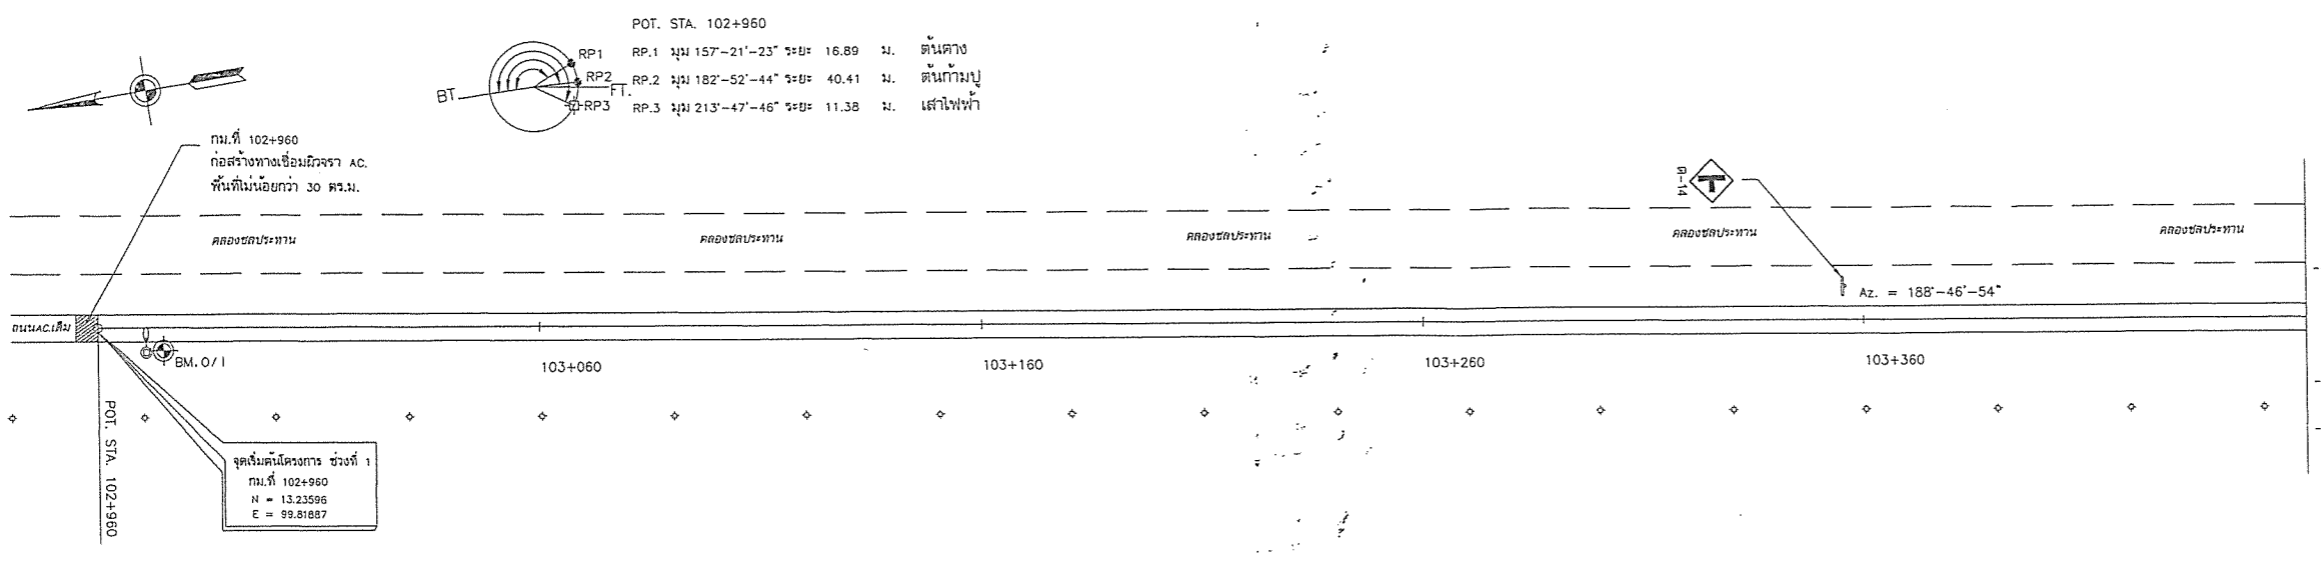 POT. STA. 102+960
RP.1 มุม 157°-21'-23" ระยะ 16.89 ม. ต้นคาง
RP.2 มุม 182°-52'-44" ระยะ 40.41 ม. ต้นก้ามปู
RP.3 มุม 213°-47'-46" ระยะ 11.38 ม. เสาไฟฟ้า
RP1
RP2
RP3
BT
FT.
กม.ที่ 102+960
ก่อสร้างทางเชื่อมผิวจรา AC.
พื้นที่ไม่น้อยกว่า 30 ตร.ม.
ต-14
คลองชลประทาน
คลองชลประทาน
คลองชลประทาน
คลองชลประทาน
คลองชลประทาน
Az. = 188°-46'-54"
ถนนAC.เดิม
BM.0/1
103+060
103+160
103+260
103+360
POT. STA. 102+960
จุดเริ่มต้นโครงการ ช่วงที่ 1
กม.ที่ 102+960
N = 13.23596
E = 99.81887